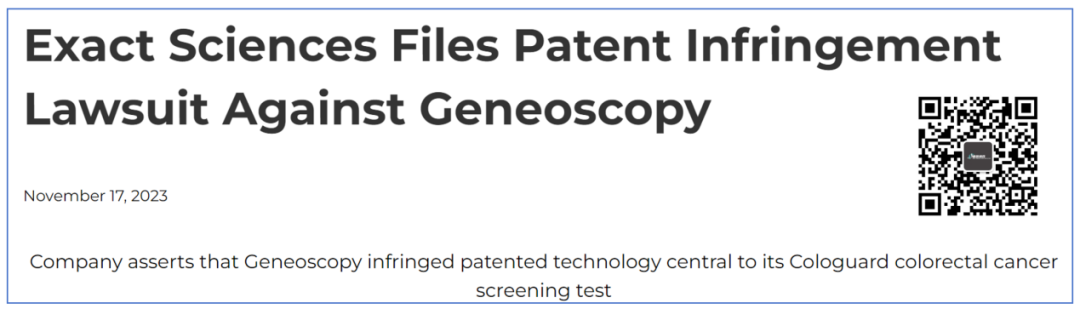 Exact Sciences Files Patent Infringement
Lawsuit Against Geneoscopy
November 17, 2023
Company asserts that Geneoscopy infringed patented technology central to its Cologuard colorectal cancer
screening test